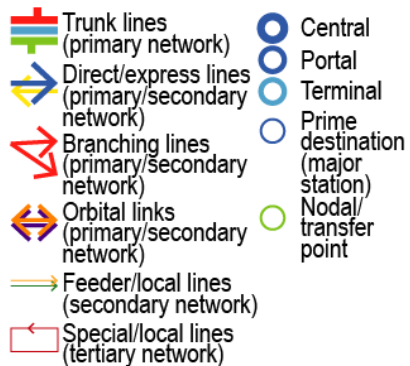 Trunk lines
(primary network)
Direct/express lines
(primary/secondary
network)
Branching lines
(primary/secondary
network)
Orbital links
(primary/secondary
network)
Feeder/local lines
(secondary network)
Special/local lines
(tertiary network)
Central
Portal
Terminal
Prime
destination
(major
station)
Nodal/
transfer
point